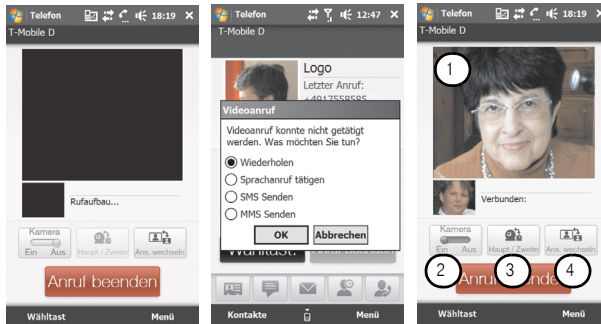 Telefon
18:19
T-Mobile D
Rufaufbau...
Kamera
Ein Aus
Haupt / Zweite
Ans. wechseln
Anruf beenden
Wähltast
Menü
Telefon
12:47
T-Mobile D
Logo
Letzter Anruf:
+4917558585
Videoanruf
Videoanruf konnte nicht getätigt
werden. Was möchten Sie tun?
Wiederholen
Sprachanruf tätigen
SMS Senden
MMS Senden
OK
Abbrechen
Wähltast.
Anruf beenden
Kontakte
Menü
Telefon
18:19
T-Mobile D
1
Verbunden:
Kamera
Ein Aus
Haupt / Zweite
Ans. wechseln
2
3
4
Wähltast
Menü